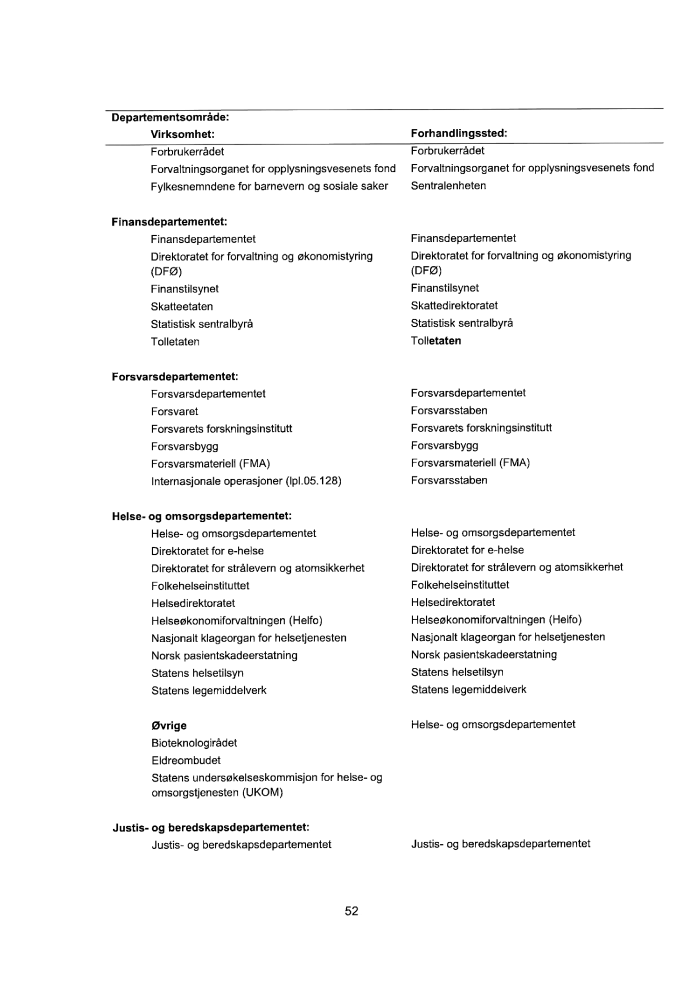 Departementsområde:
Virksomhet: Forhandlingssted:
Forbrukerrådet Forbrukerrådet
Forvaltningsorganet for opplysningsvesenets fond Forvaltningsorganet for opplysningsvesenets fond
Fylkesnemndene for barnevern og sosiale saker Sentralenheten
Finansdepartementet:
Finansdepartementet Finansdepartementet
Direktoratet for forvaltning og økonomistyring Direktoratet for forvaltning og økonomistyring
(DFØ) (DFØ)
Finanstilsynet Finanstilsynet
Skatteetaten Skattedirektoratet
Statistisk sentralbyrå Statistisk sentralbyrå
Tolletaten Tolletaten
Forsvarsdepartementet:
Forsvarsdepartementet Forsvarsdepartementet
Forsvaret Forsvarsstaben
Forsvarets forskningsinstitutt Forsvarets forskningsinstitutt
Forsvarsbygg Forsvarsbygg
Forsvarsmateriell (FMA) Forsvarsmateriell (FMA)
Internasjonale operasjoner (lpl.05.128) Forsvarsstaben
Helse- og omsorgsdepartementet:
Helse- og omsorgsdepartementet Helse- og omsorgsdepartementet
Direktoratet for e-helse Direktoratet for e-helse
Direktoratet for strålevern og atomsikkerhet Direktoratet for strålevern og atomsikkerhet
Folkehelseinstituttet Folkehelseinstituttet
Helsedirektoratet Helsedirektoratet
Helseøkonomiforvaltningen (Helfo) Helseøkonomiforvaltningen (Helfo)
Nasjonalt klageorgan for helsetjenesten Nasjonalt klageorgan for helsetjenesten
Norsk pasientskadeerstatning Norsk pasientskadeerstatning
Statens helsetilsyn Statens helsetilsyn
Statens legemiddelverk Statens legemiddelverk
Øvrige Helse- og omsorgsdepartementet
Bioteknologirådet
Eldreombudet
Statens undersøkelseskommisjon for helse- og
omsorgstjenesten (UKOM)
Justis- og beredskapsdepartementet:
Justis- og beredskapsdepartementet Justis- og beredskapsdepartementet
52